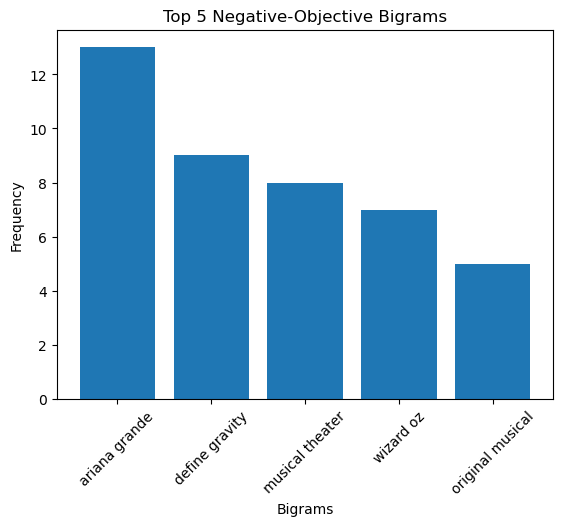 Top 5 Negative-Objective Bigrams
Frequency
12
10
8
6
4
2
0
ariana grande
define gravity
musical theater
wizard oz
original musical
Bigrams